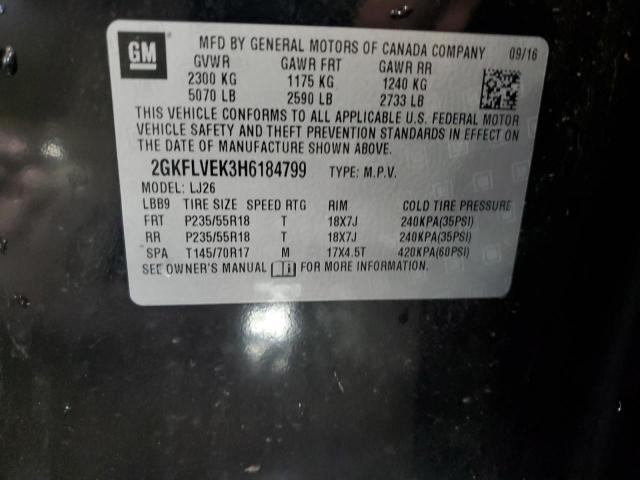 GM
MFD BY GENERAL MOTORS OF CANADA COMPANY 09/16
GVWR GAWR FRT GAWR RR
2300 KG 1175 KG 1240 KG
5070 LB 2590 LB 2733 LB
THIS VEHICLE CONFORMS TO ALL APPLICABLE U.S. FEDERAL MOTOR
VEHICLE SAFETY AND THEFT PREVENTION STANDARDS IN EFFECT ON
THE DATE OF MANUFACTURE SHOWN ABOVE.
2GKFLVEK3H6184799 TYPE: M.P.V.
MODEL: LJ26
LBB9 TIRE SIZE SPEED RTG RIM COLD TIRE PRESSURE
FRT P235/55R18 T 18X7J 240KPA(35PSI)
RR P235/55R18 T 18X7J 240KPA(35PSI)
SPA T145/70R17 M 17X4.5T 420KPA(60PSI)
SEE OWNER'S MANUAL FOR MORE INFORMATION.